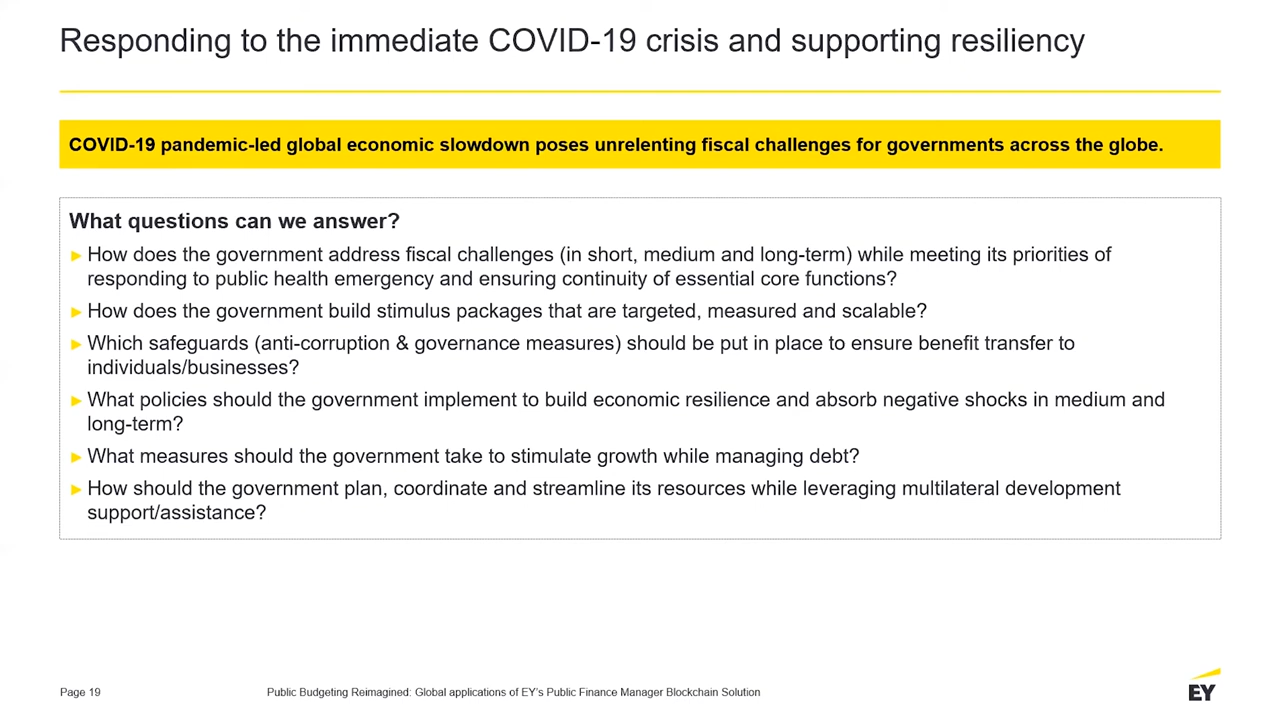 Responding to the immediate COVID-19 crisis and supporting resiliency
COVID-19 pandemic-led global economic slowdown poses unrelenting fiscal challenges for governments across the globe.
What questions can we answer?
How does the government address fiscal challenges (in short, medium and long-term) while meeting its priorities of
responding to public health emergency and ensuring continuity of essential core functions?
How does the government build stimulus packages that are targeted, measured and scalable?
Which safeguards (anti-corruption & governance measures) should be put in place to ensure benefit transfer to
individuals/businesses?
What policies should the government implement to build economic resilience and absorb negative shocks in medium and
long-term?
What measures should the government take to stimulate growth while managing debt?
How should the government plan, coordinate and streamline its resources while leveraging multilateral development
support/assistance?
Page 19
Public Budgeting Reimagined: Global applications of EY's Public Finance Manager Blockchain Solution
EY